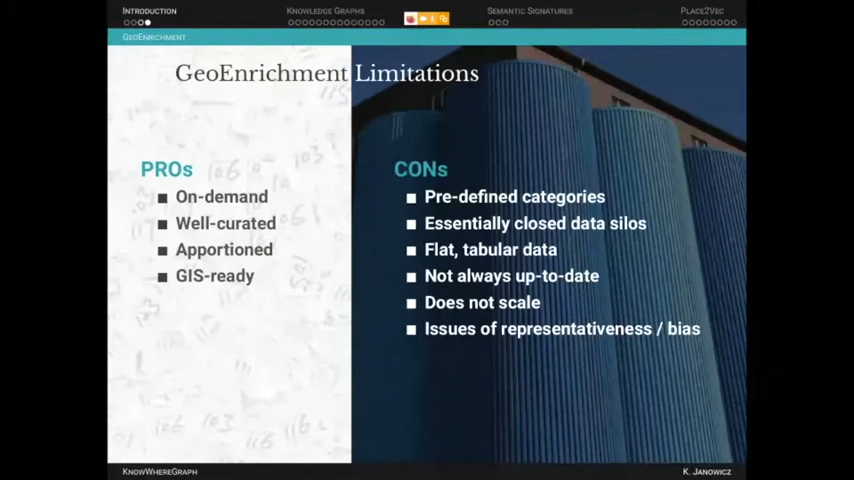 INTRODUCTION
KNOWLEDGE GRAPHS
SEMANTIC SIGNATURES
PLACE2VEC
GEOENRICHMENT
GeoEnrichment Limitations
PROs
On-demand
Well-curated
Apportioned
GIS-ready
CONs
Pre-defined categories
Essentially closed data silos
Flat, tabular data
Not always up-to-date
Does not scale
Issues of representativeness / bias
KNOWWHEREGRAPH
K. JANOWICZ